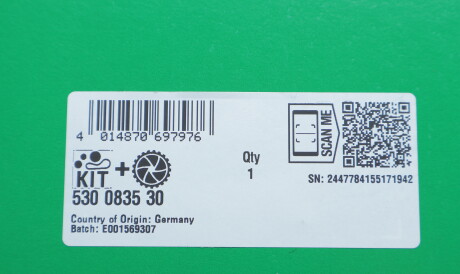 4 014870 697976
KIT +
530 0835 30
Country of Origin: Germany
Batch: E001569307
Qty
1
SCAN ME
SN: 2447784155171942